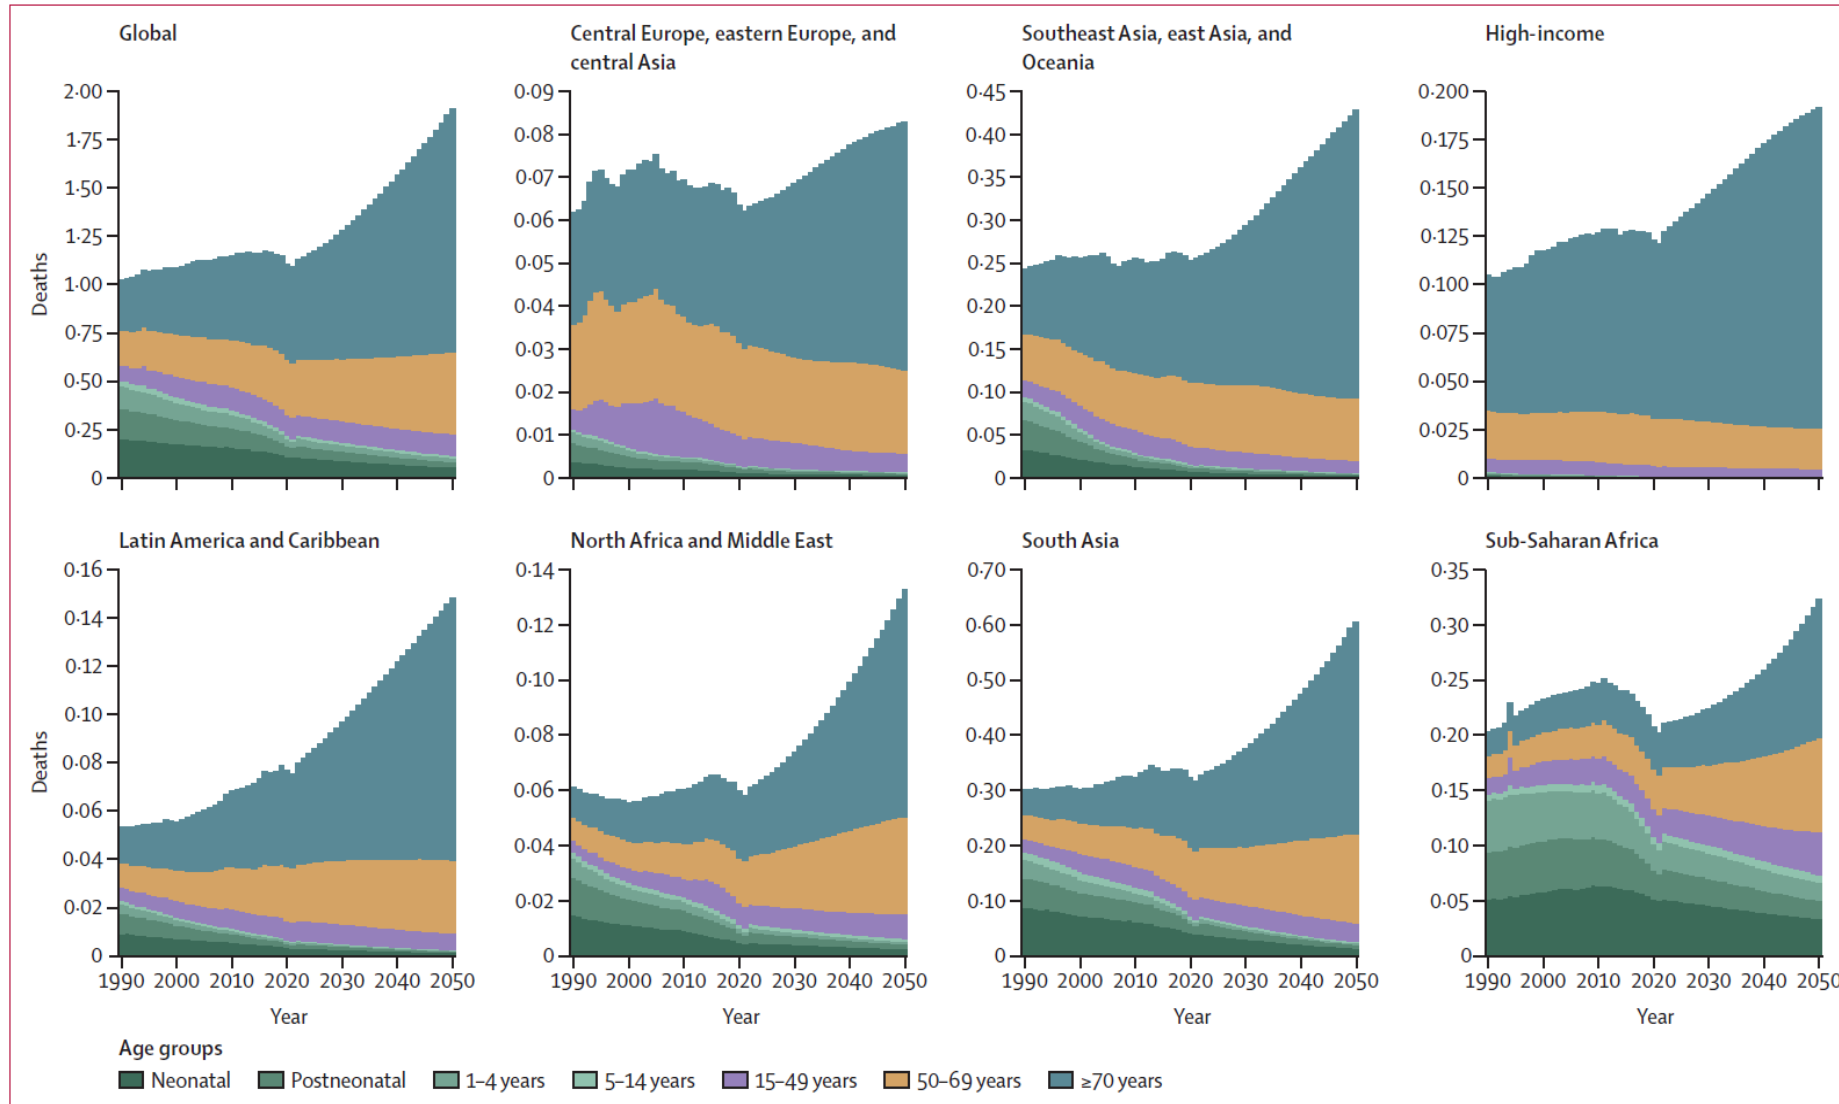 Global
Central Europe, eastern Europe, and
central Asia
Southeast Asia, east Asia, and
Oceania
High-income
2·00
1·75
1·50
1·25
1·00
0·75
0·50
0·25
0
Deaths
0·09
0·08
0·07
0·06
0·05
0·04
0·03
0·02
0·01
0
0·45
0·40
0·35
0·30
0·25
0·20
0·15
0·10
0·05
0
0·200
0·175
0·150
0·125
0·100
0·075
0·050
0·025
0
Latin America and Caribbean
North Africa and Middle East
South Asia
Sub-Saharan Africa
0·16
0·14
0·12
0·10
0·08
0·06
0·04
0·02
0
Deaths
0·14
0·12
0·10
0·08
0·06
0·04
0·02
0
0·70
0·60
0·50
0·40
0·30
0·20
0·10
0
0·35
0·30
0·25
0·20
0·15
0·10
0·05
0
1990 2000 2010 2020 2030 2040 2050
1990 2000 2010 2020 2030 2040 2050
1990 2000 2010 2020 2030 2040 2050
1990 2000 2010 2020 2030 2040 2050
Year
Year
Year
Year
Age groups
Neonatal
Postneonatal
1–4 years
5–14 years
15–49 years
50–69 years
≥70 years